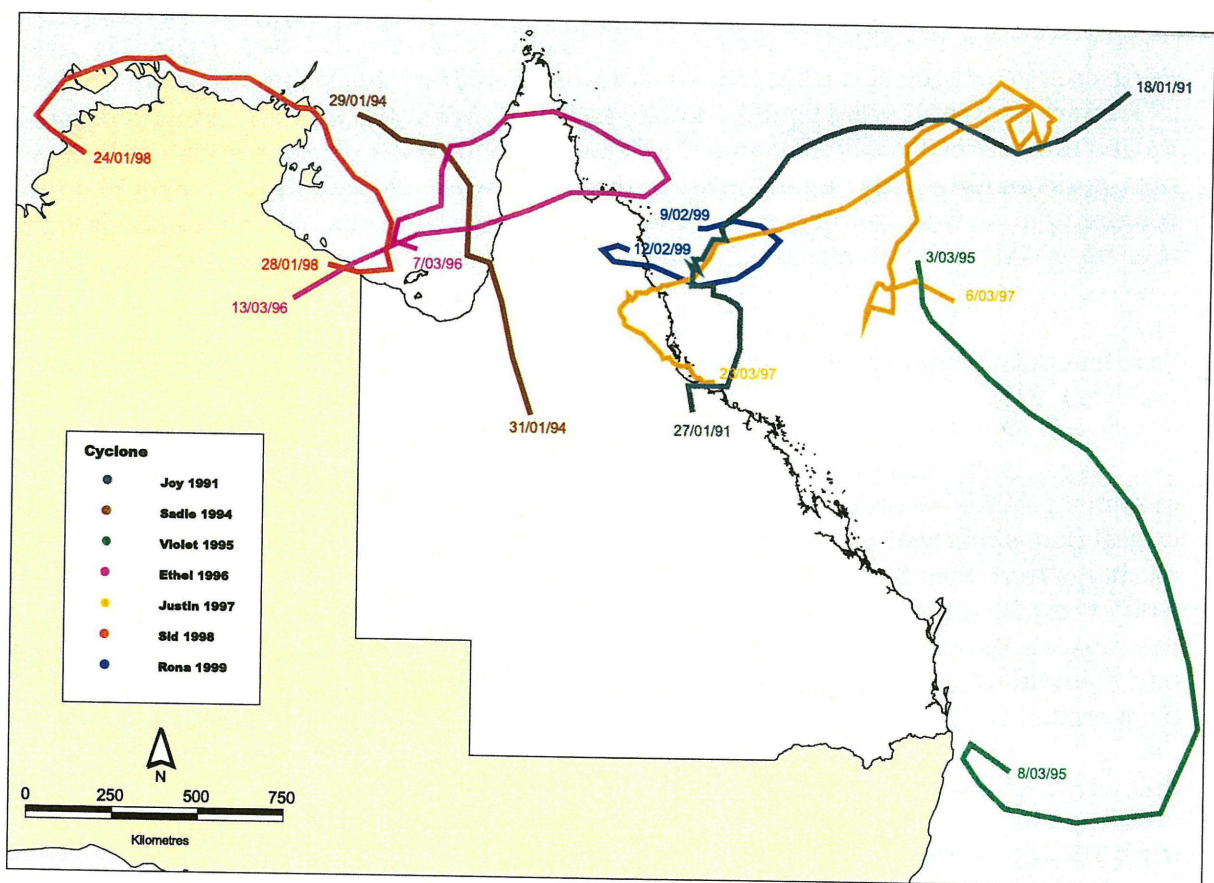 18/01/91
29/01/94
24/01/98
9/02/99
12/02/99
3/03/95
28/01/98
7/03/96
6/03/97
13/03/96
23/03/97
31/01/94
27/01/91
Cyclone
Joy 1991
Sadie 1994
Violet 1995
Ethel 1996
Justin 1997
Sid 1998
Rona 1999
N
8/03/95
0 250 500 750
Kilometres